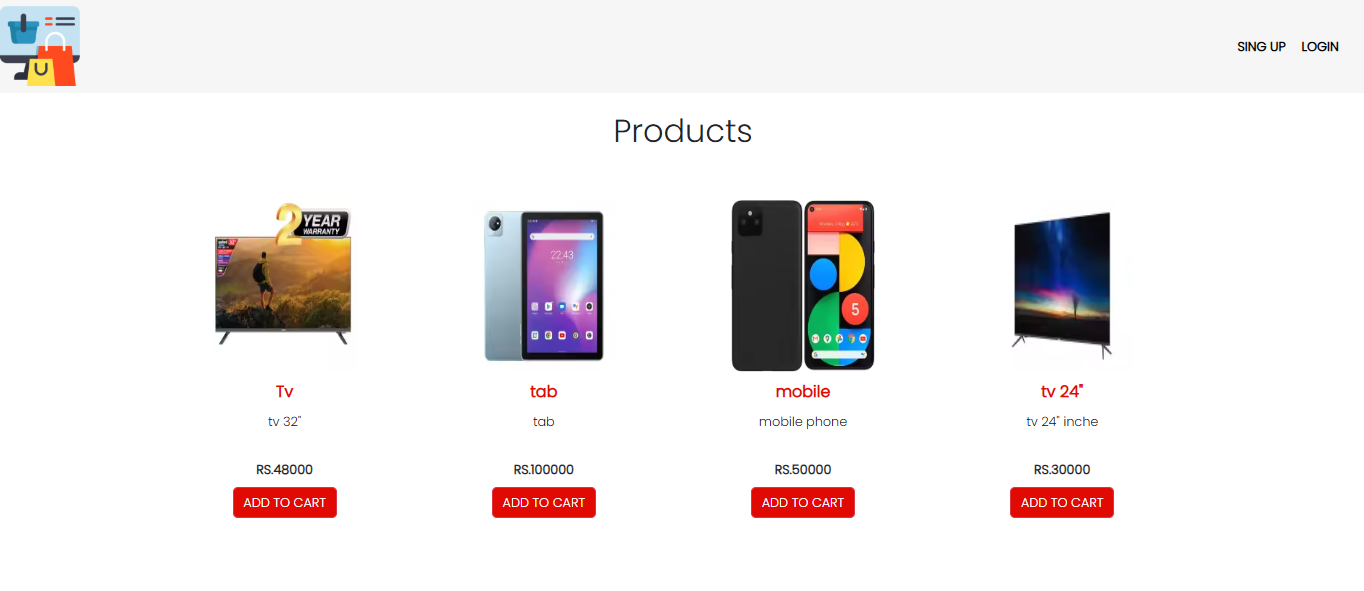 SING UP LOGIN
Products
2 YEAR
WARRANTY
22:43
5
Tv
tab
mobile
tv 24"
tv 32"
tab
mobile phone
tv 24" inche
RS.48000
RS.100000
RS.50000
RS.30000
ADD TO CART
ADD TO CART
ADD TO CART
ADD TO CART